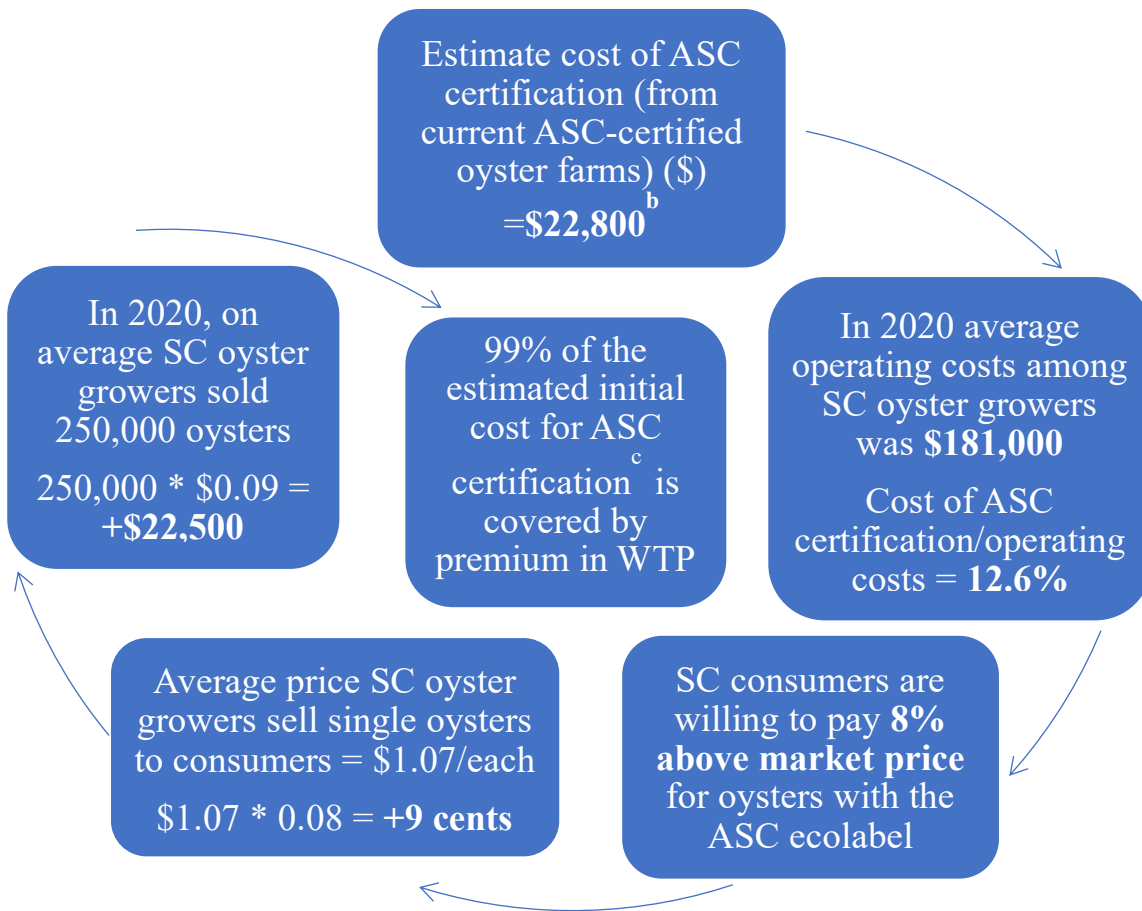 Estimate cost of ASC
certification (from
current ASC-certified
oyster farms) ($)
=$22,800b
In 2020 average
operating costs among
SC oyster growers
was $181,000
Cost of ASC
certification/operating
costs = 12.6%
SC consumers are
willing to pay 8%
above market price
for oysters with the
ASC ecolabel
Average price SC oyster
growers sell single oysters
to consumers = $1.07/each
$1.07 * 0.08 = +9 cents
In 2020, on
average SC oyster
growers sold
250,000 oysters
250,000 * $0.09 =
+$22,500
99% of the
estimated initial
cost for ASC
certificationc is
covered by
premium in WTP